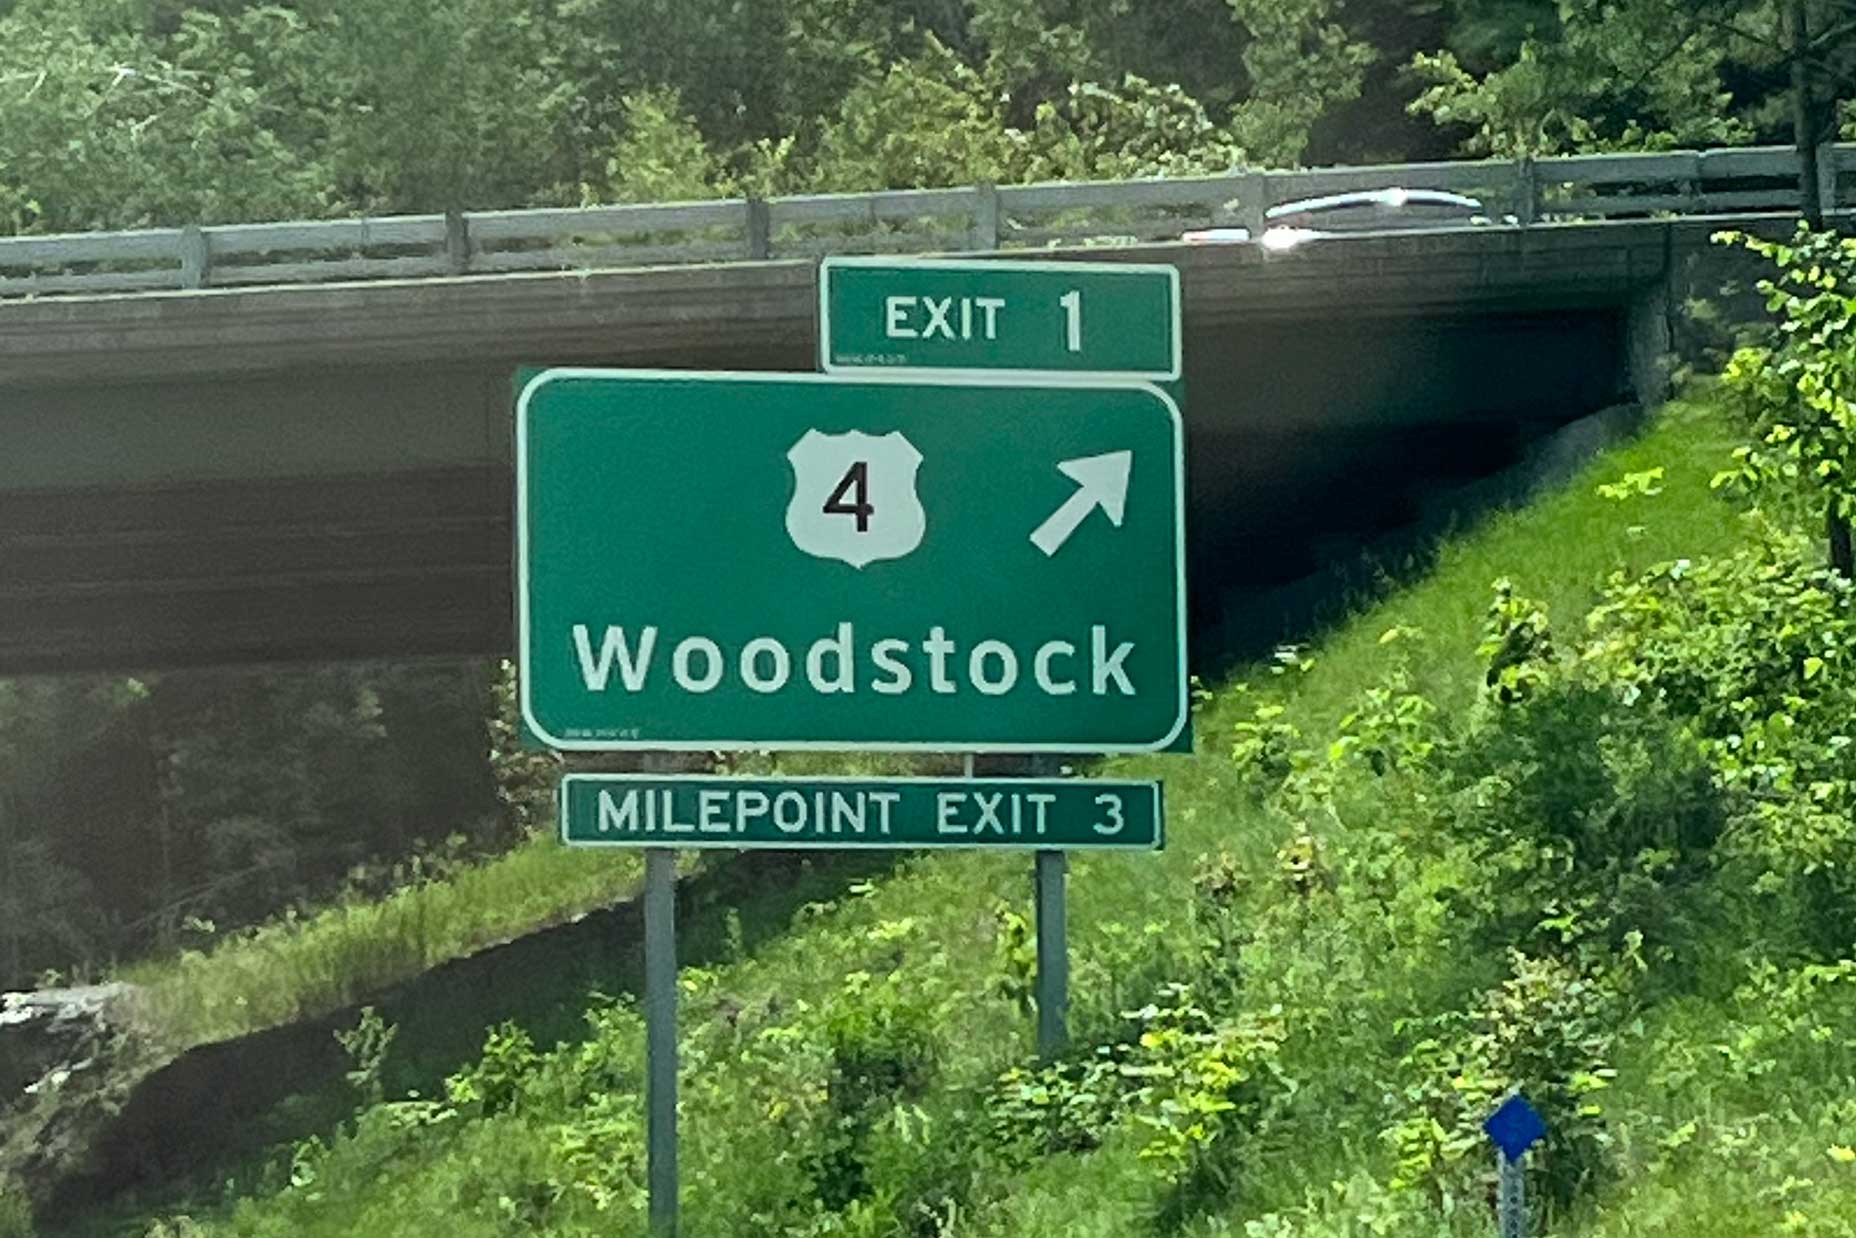 EXIT 1
4
Woodstock
MILEPOINT EXIT 3